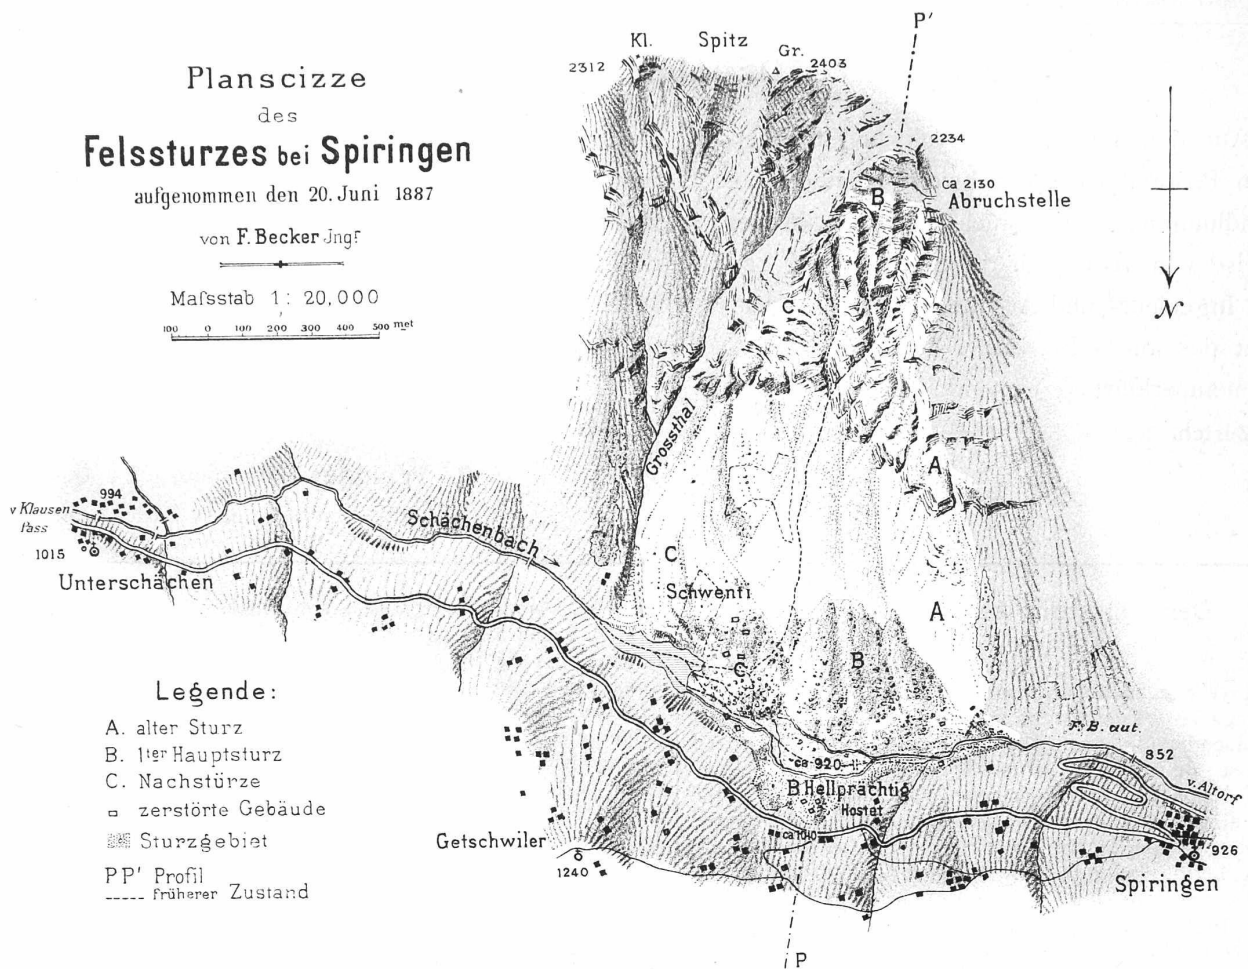 Planscizze
des
Felssturzes bei Spiringen
aufgenommen den 20. Juni 1887
von F. Becker Jngr
Mafsstab 1 : 20,000
100 0 100 200 300 400 500 met
Kl. Spitz Gr.
2312
2403
P'
2234
ca 2130
Abruchstelle
N
B
C
Grossthal
A
v Klausen
Pass
994
1015
Unterschächen
Schächenbach
C
Schwenti
A
B
C
F. B. aut.
852
v. Altorf
ca 920
B Hellprächtig
Hostet
ca 1010
Getschwiler
1240
926
Spiringen
P
Legende:
A. alter Sturz
B. 1ter Hauptsturz
C. Nachstürze
zerstörte Gebäude
Sturzgebiet
PP' Profil
früherer Zustand